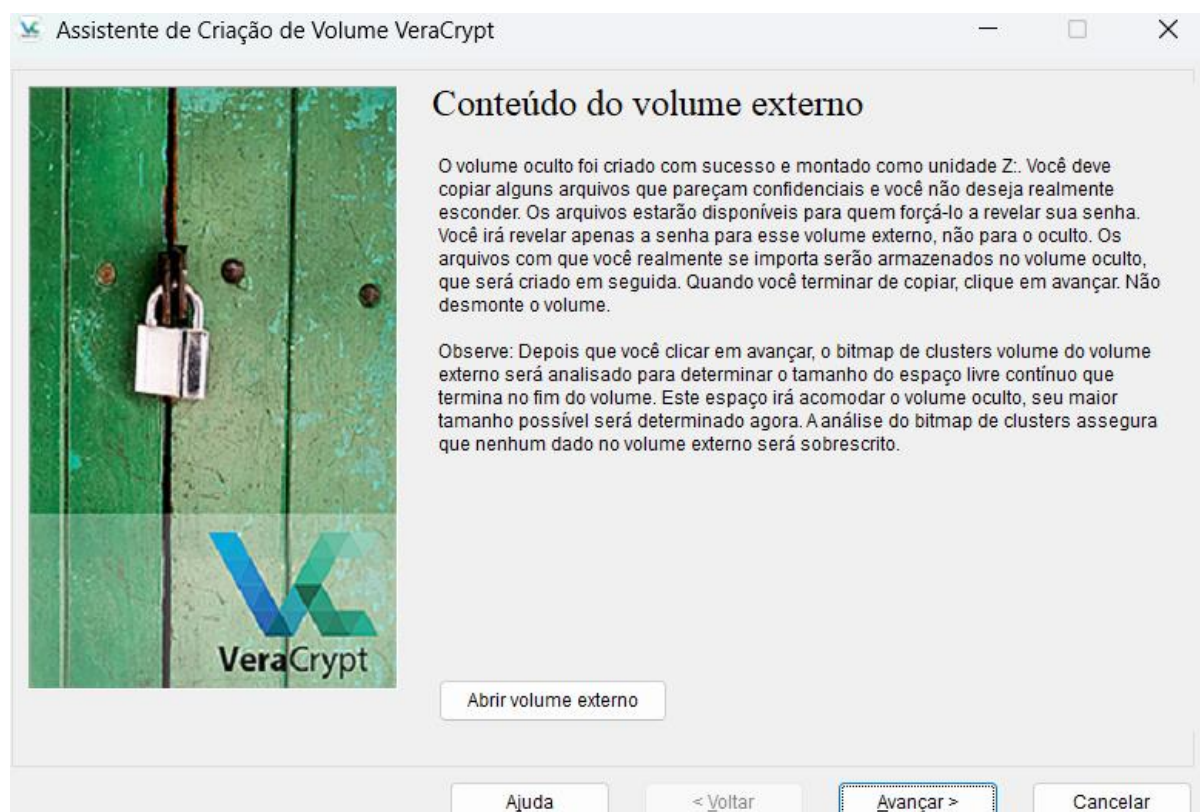 Assistente de Criação de Volume VeraCrypt
Conteúdo do volume externo
O volume oculto foi criado com sucesso e montado como unidade Z:. Você deve
copiar alguns arquivos que pareçam confidenciais e você não deseja realmente
esconder. Os arquivos estarão disponíveis para quem forçá-lo a revelar sua senha.
Você irá revelar apenas a senha para esse volume externo, não para o oculto. Os
arquivos com que você realmente se importa serão armazenados no volume oculto,
que será criado em seguida. Quando você terminar de copiar, clique em avançar. Não
desmonte o volume.
Observe: Depois que você clicar em avançar, o bitmap de clusters volume do volume
externo será analisado para determinar o tamanho do espaço livre contínuo que
termina no fim do volume. Este espaço irá acomodar o volume oculto, seu maior
tamanho possível será determinado agora. A análise do bitmap de clusters assegura
que nenhum dado no volume externo será sobrescrito.
VeraCrypt
Abrir volume externo
Ajuda
< Voltar
Avançar >
Cancelar